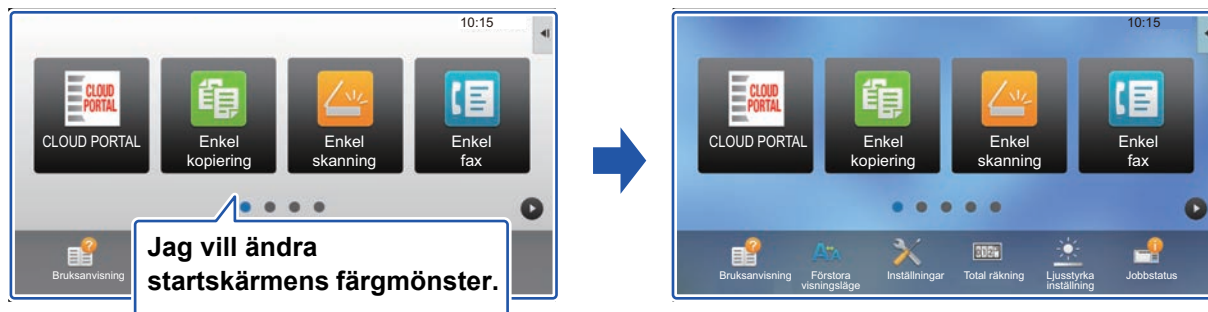 10:15
CLOUD
PORTAL
CLOUD PORTAL
Enkel
kopiering
Enkel
skanning
Enkel
fax
Bruksanvisning
Jag vill ändra
startskärmens färgmönster.
10:15
CLOUD
PORTAL
CLOUD PORTAL
Enkel
kopiering
Enkel
skanning
Enkel
fax
Bruksanvisning
Förstora
visningsläge
Inställningar
Total räkning
Ljusstyrka
inställning
Jobbstatus